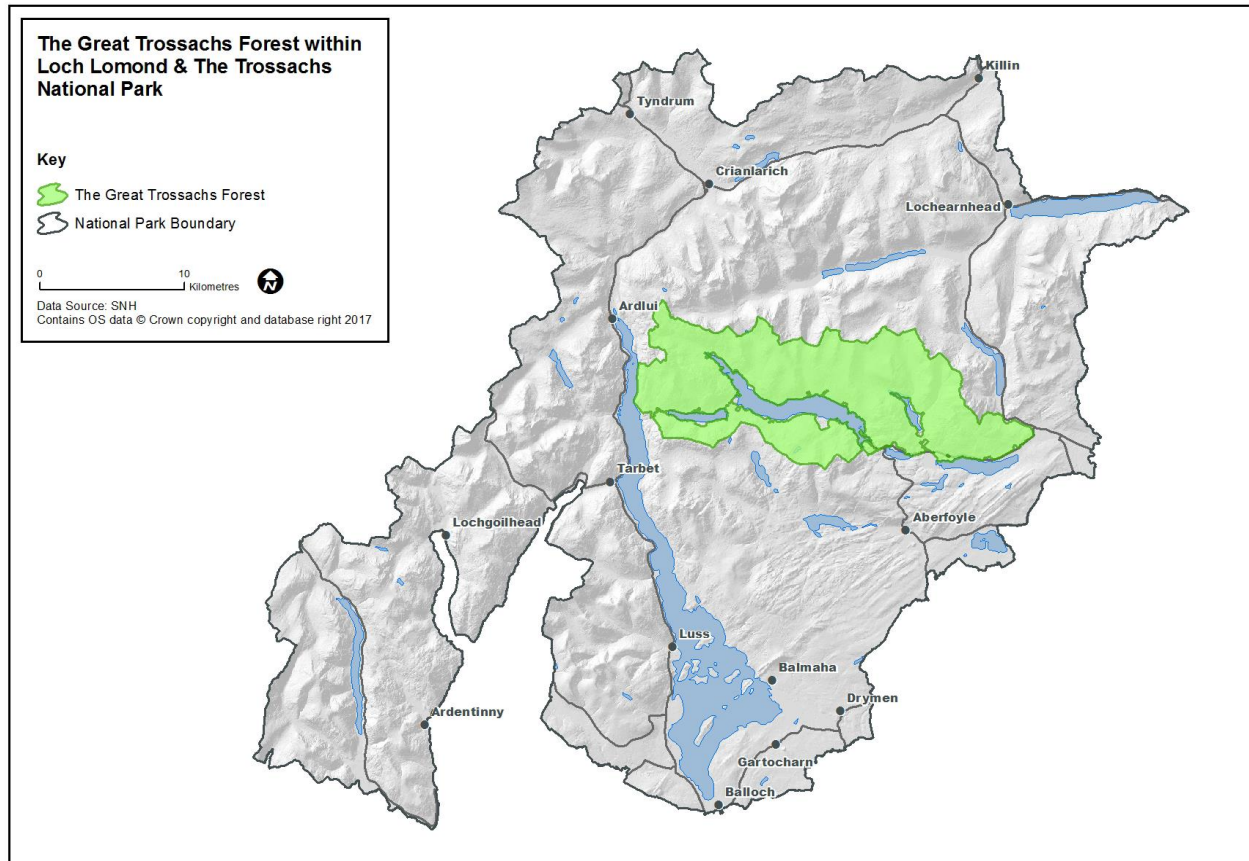 The Great Trossachs Forest within
Loch Lomond & The Trossachs
National Park
Key
The Great Trossachs Forest
National Park Boundary
0 10
Kilometres
N
Data Source: SNH
Contains OS data © Crown copyright and database right 2017
Killin
Tyndrum
Crianlarich
Lochearnhead
Ardlui
Tarbet
Lochgoilhead
Aberfoyle
Luss
Balmaha
Drymen
Ardentinny
Gartocharn
Balloch